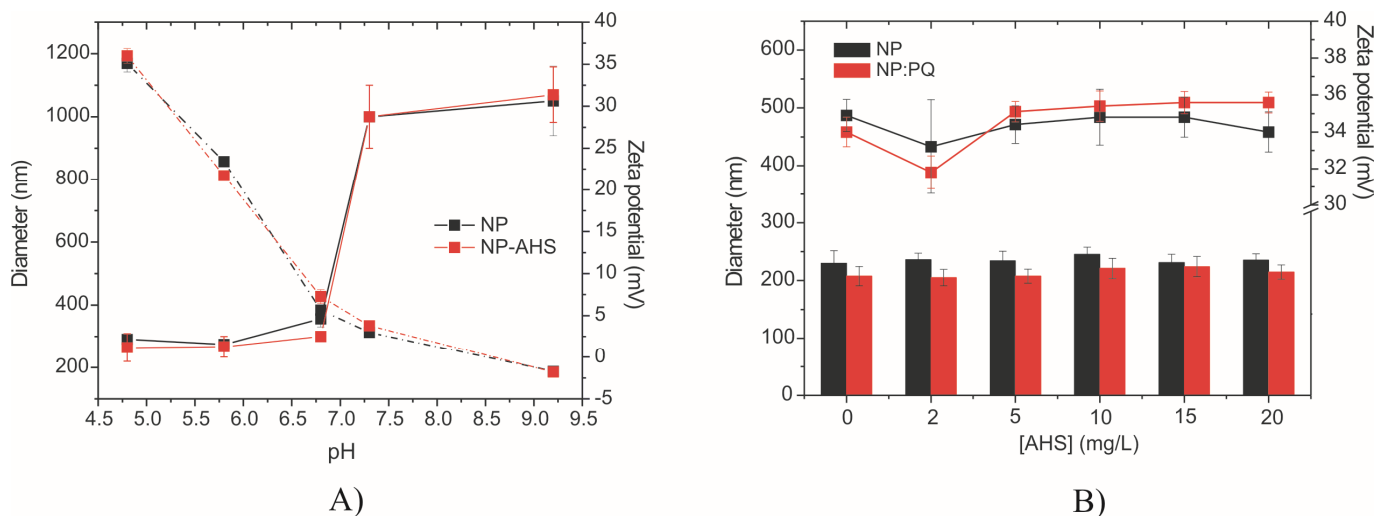 1200
1000
800
600
400
200
Diameter (nm)
40
35
30
25
20
15
10
5
0
-5
Zeta potential (mV)
NP
NP-AHS
4.5 5.0 5.5 6.0 6.5 7.0 7.5 8.0 8.5 9.0 9.5
pH
A)
600
500
400
300
200
100
0
Diameter (nm)
NP
NP:PQ
40
38
36
34
32
30
Zeta potential (mV)
0 2 5 10 15 20
[AHS] (mg/L)
B)